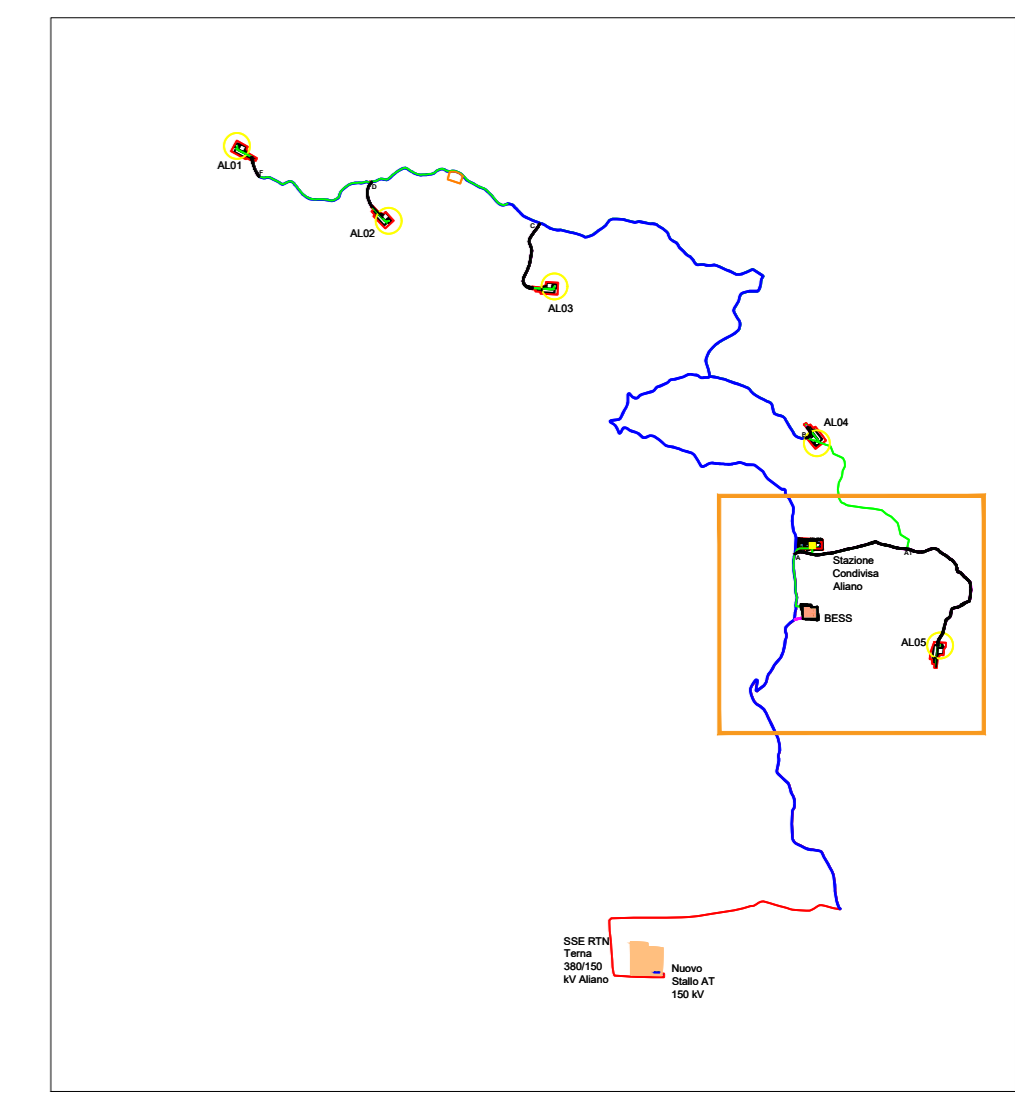 AL01
F
D
AL02
C
AL03
AL04
B
Stazione
Condivisa
Aliano
A
A1
BESS
AL05
SSE RTN
Terna
380/150
kV Aliano
Nuovo
Stallo AT
150 kV